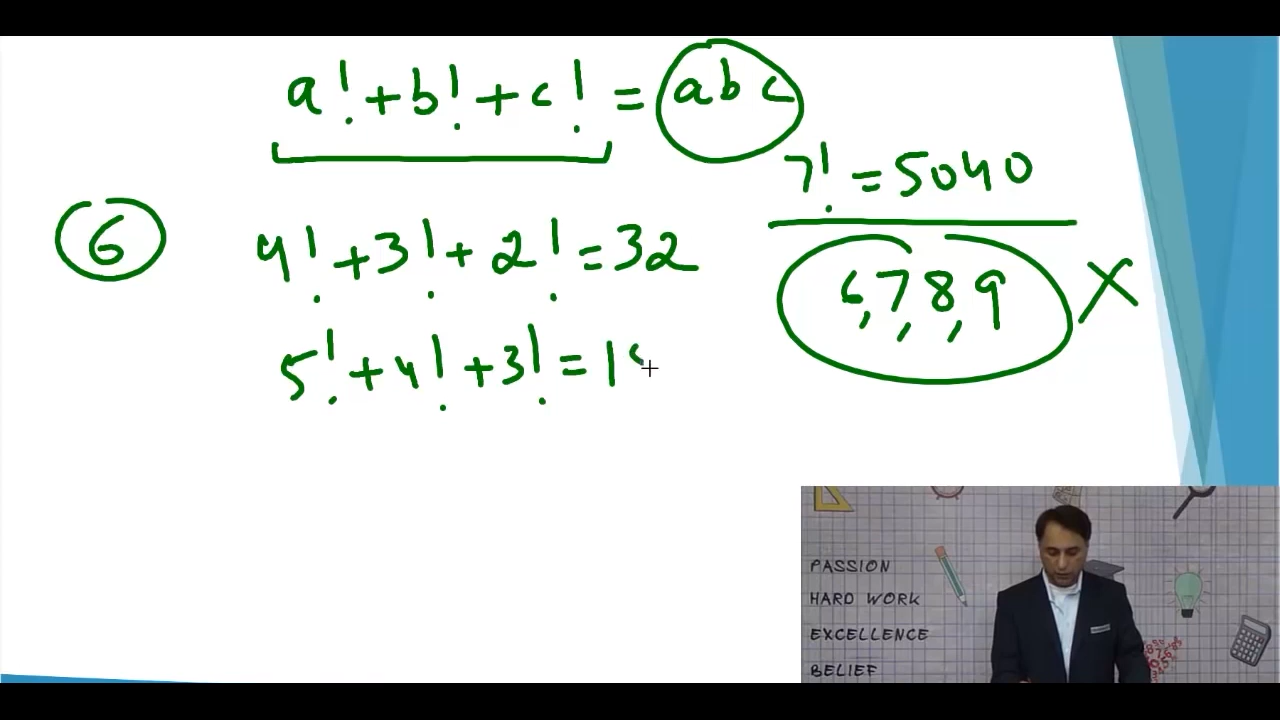 a! + b! + c! = abc
7! = 5040
6
4! + 3! + 2! = 32
6, 7, 8, 9 X
5! + 4! + 3! = 1
PASSION
HARD WORK
EXCELLENCE
BELIEF